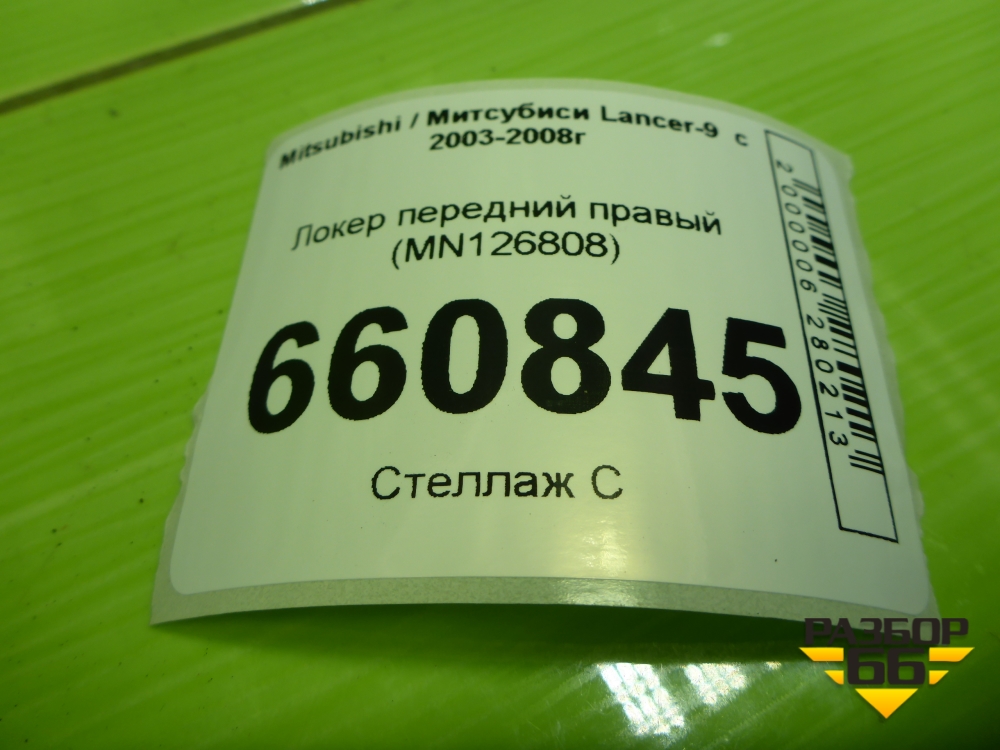 Mitsubishi / Митсубиси Lancer-9 с
2003-2008г
Локер передний правый
(MN126808)
660845
Стеллаж С
2000006280213
РАЗБОР
66